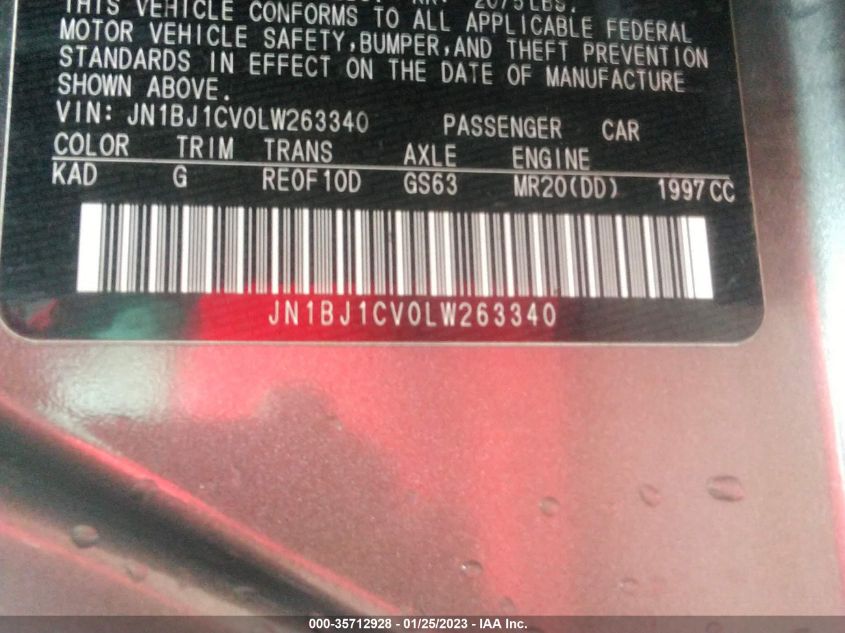 2075LBS,
THIS VEHICLE CONFORMS TO ALL APPLICABLE FEDERAL
MOTOR VEHICLE SAFETY,BUMPER,AND THEFT PREVENTION
STANDARDS IN EFFECT ON THE DATE OF MANUFACTURE
SHOWN ABOVE.
VIN: JN1BJ1CV0LW263340 PASSENGER CAR
COLOR TRIM TRANS AXLE ENGINE
KAD G RE0F10D GS63 MR20(DD) 1997CC
JN1BJ1CV0LW263340
000-35712928 - 01/25/2023 - IAA Inc.